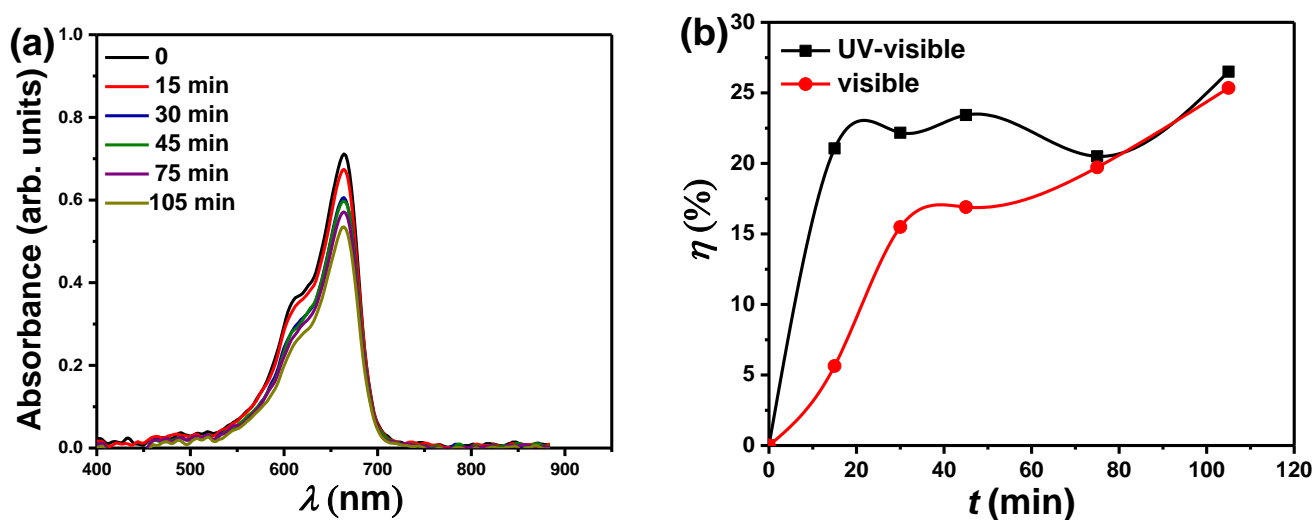 (a)
Absorbance (arb. units)
1.0
0.8
0.6
0.4
0.2
0.0
0
15 min
30 min
45 min
75 min
105 min
400 500 600 700 800 900
λ (nm)
(b)
η (%)
30
25
20
15
10
5
0
UV-visible
visible
0 20 40 60 80 100 120
t (min)